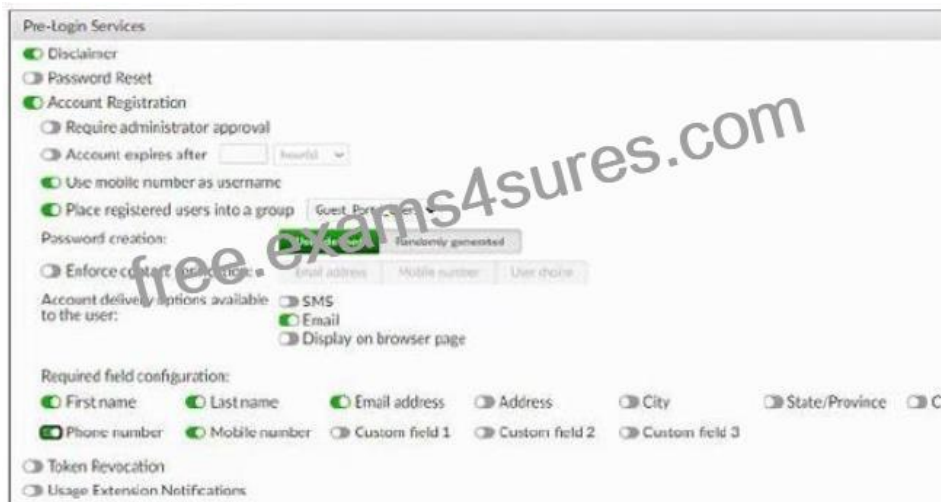 Pre-Login Services
Disclaimer
Password Reset
Account Registration
Require administrator approval
Account expires after hour(s)
Use mobile number as username
Place registered users into a group Guest_Port
Password creation: Randomly generated
Enforce contact Email address Mobile number User choice
Account delivery options available to the user:
SMS
Email
Display on browser page
Required field configuration:
First name Last name Email address Address City State/Province
Phone number Mobile number Custom field 1 Custom field 2 Custom field 3
Token Revocation
Usage Extension Notifications
free.exams4sures.com